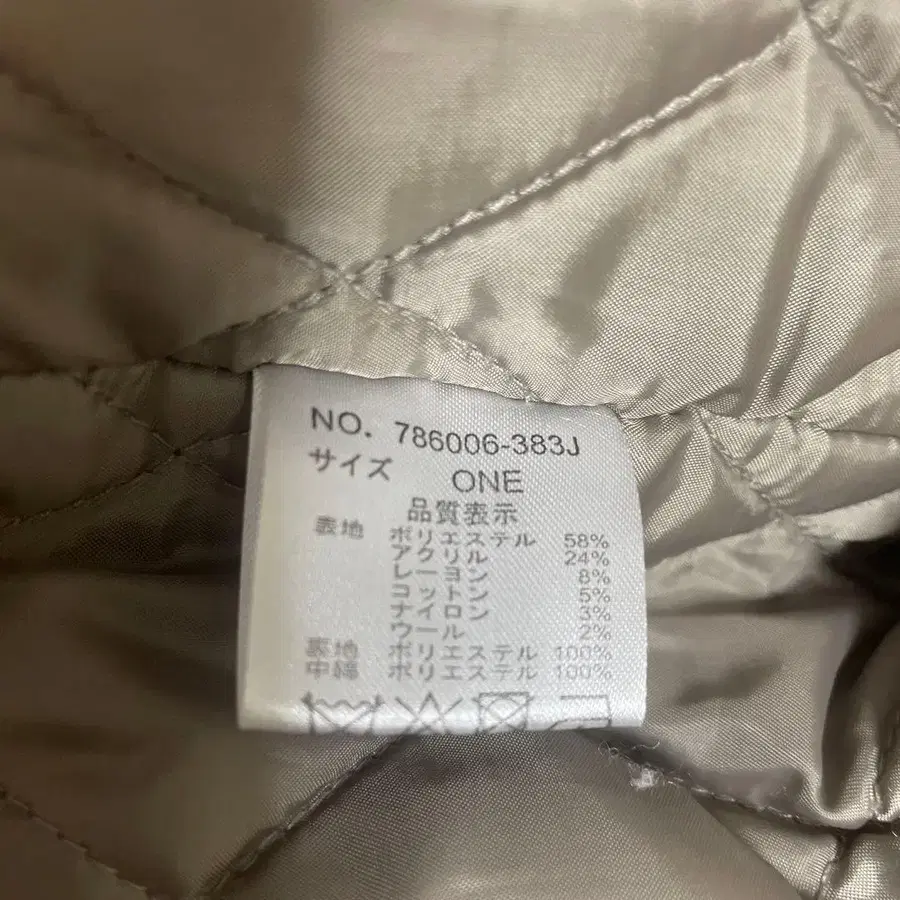 NO. 786006-383J
サイズ ONE
品質表示
表地 ポリエステル 58%
アクリル 24%
レーヨン 8%
コットン 5%
ナイロン 3%
ウール 2%
裏地 ポリエステル 100%
中綿 ポリエステル 100%